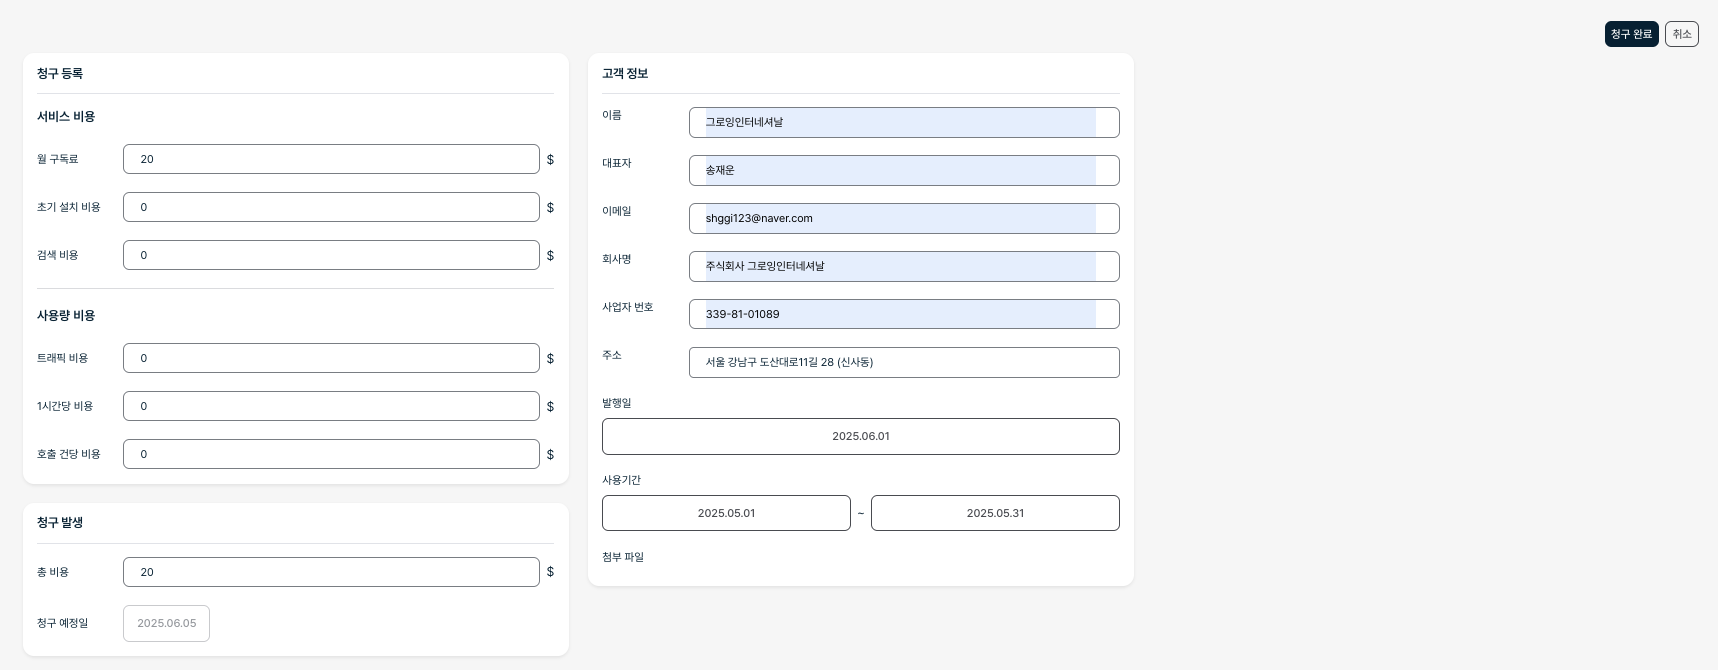 청구 완료
취소
청구 등록
서비스 비용
월 구독료
20
$
초기 설치 비용
0
$
검색 비용
0
$
사용량 비용
트래픽 비용
0
$
1시간당 비용
0
$
호출 건당 비용
0
$
청구 발생
총 비용
20
$
청구 예정일
2025.06.05
고객 정보
이름
그로잉인터네셔날
대표자
송재운
이메일
shggi123@naver.com
회사명
주식회사 그로잉인터네셔날
사업자 번호
339-81-01089
주소
서울 강남구 도산대로11길 28 (신사동)
발행일
2025.06.01
사용기간
2025.05.01
~
2025.05.31
첨부 파일